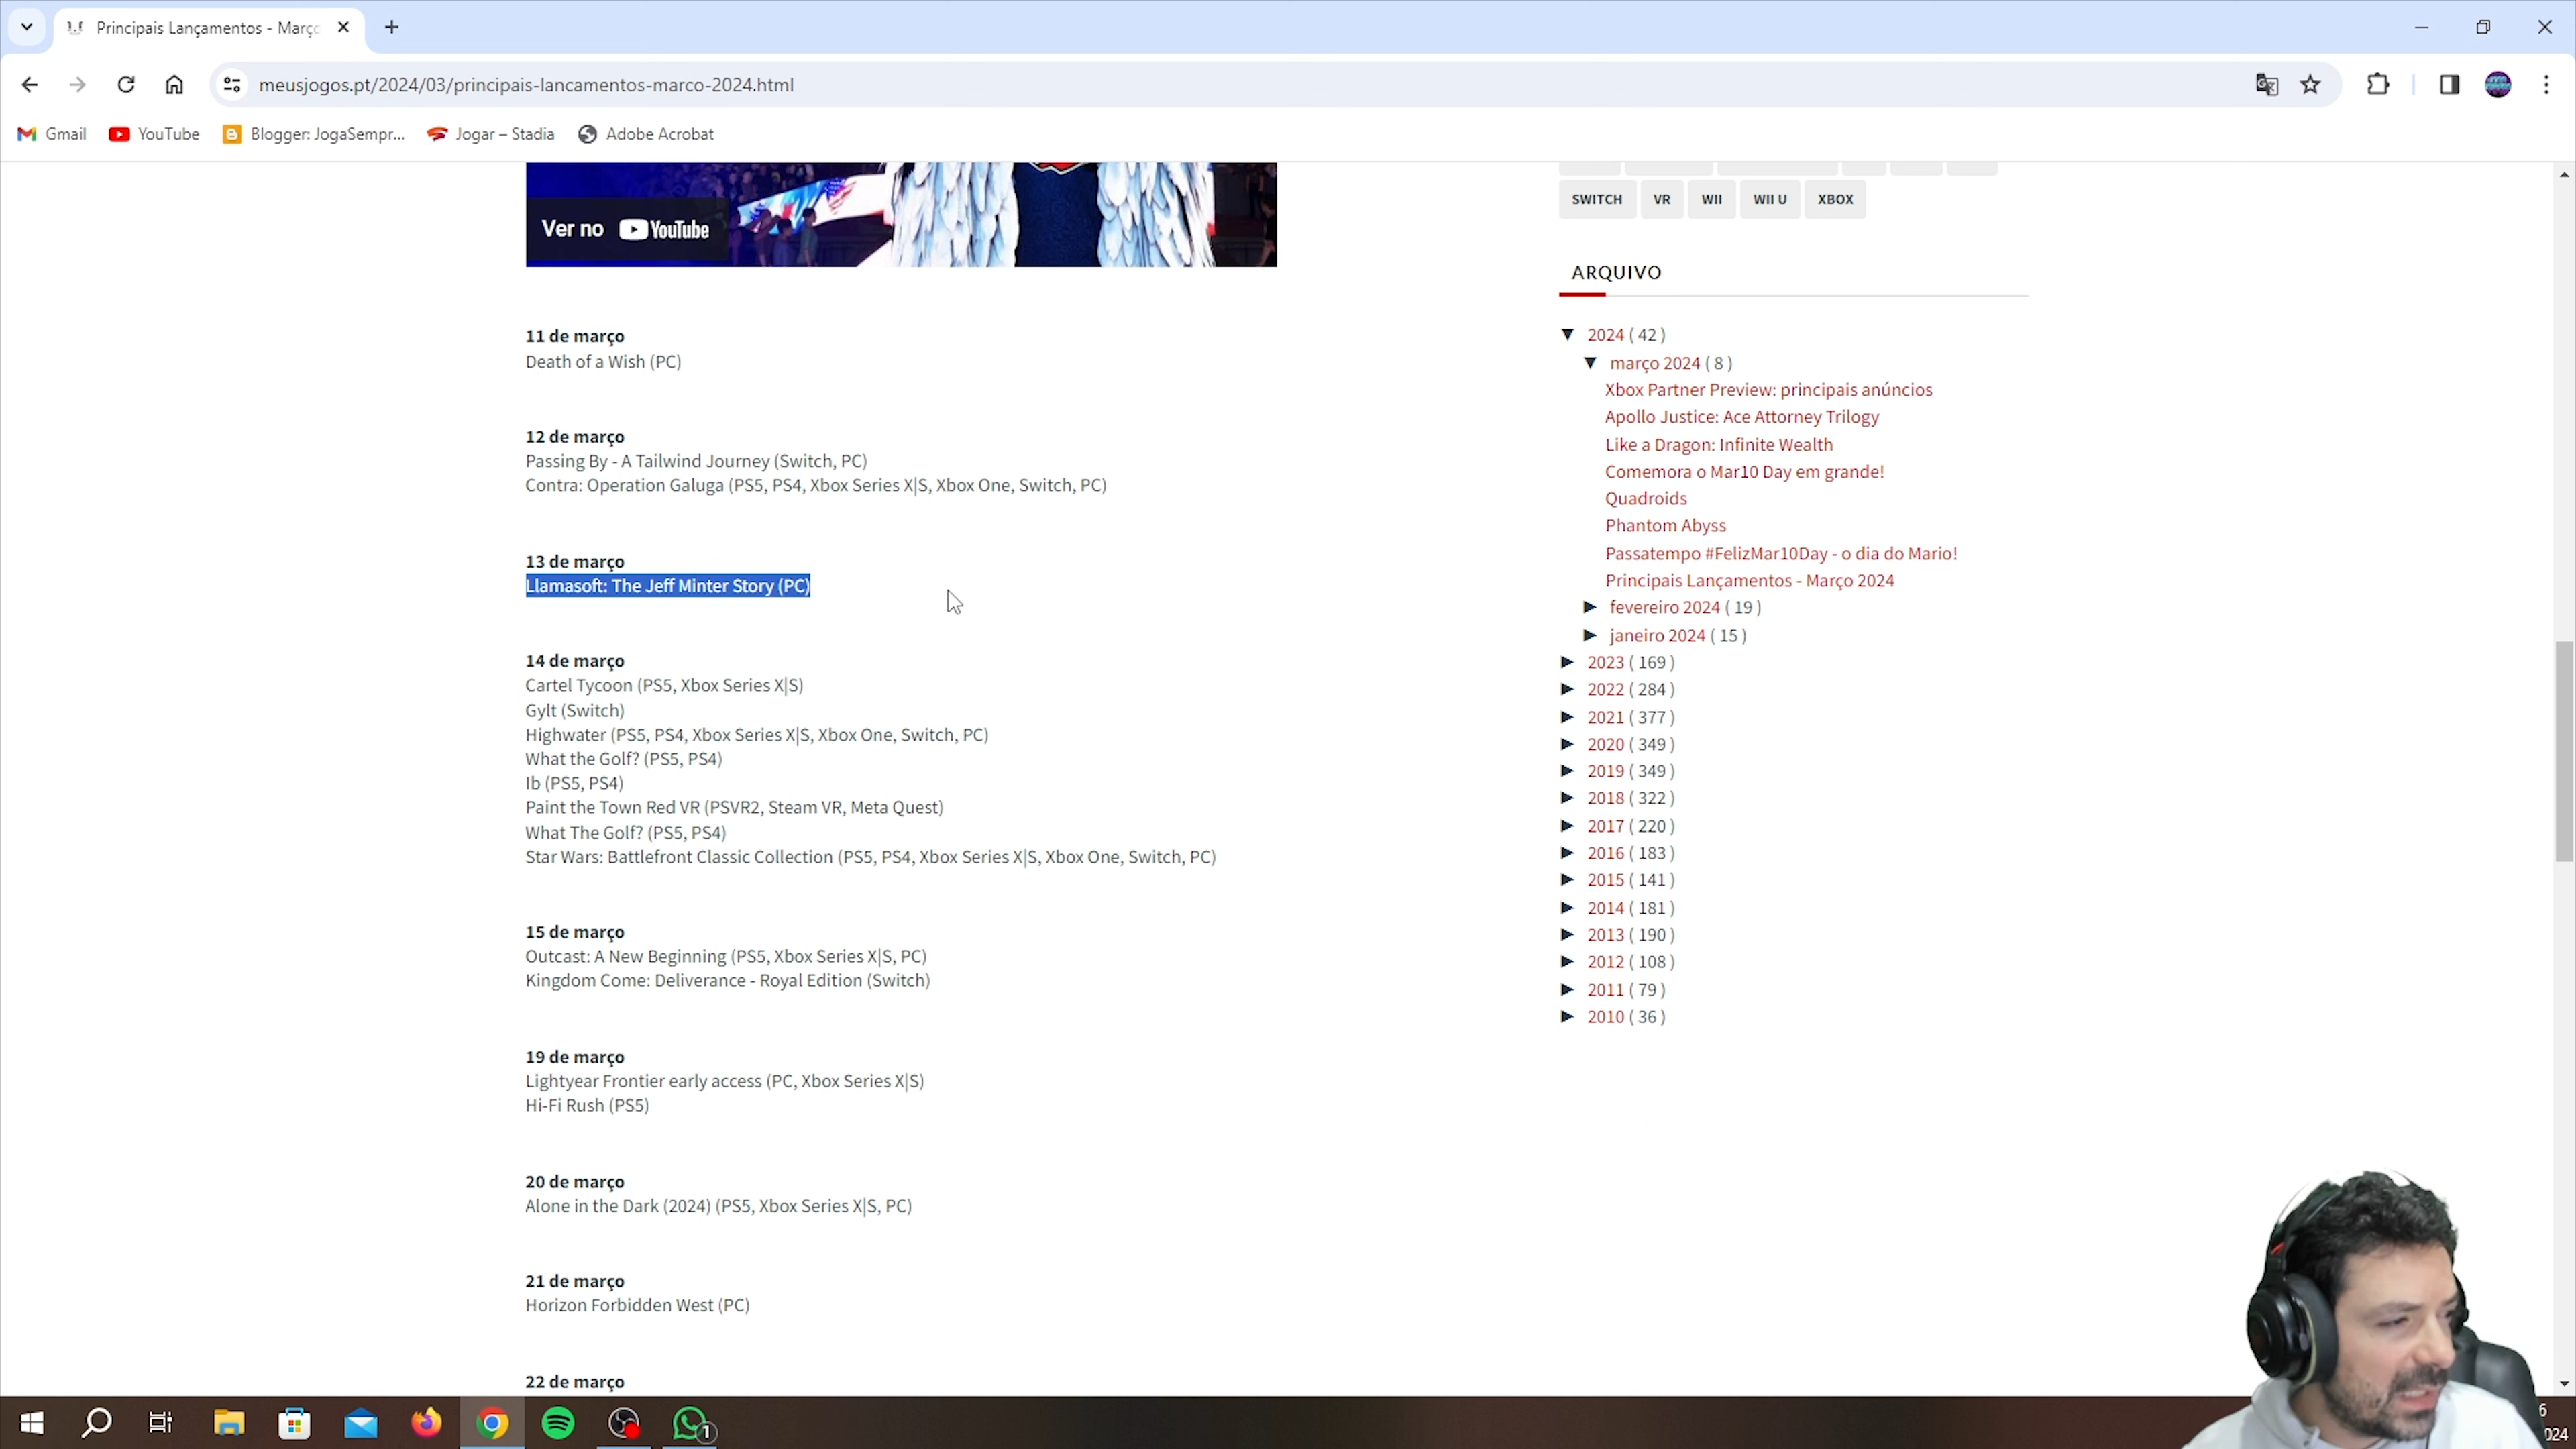 Principais Lançamentos - Març
meusjogos.pt/2024/03/principais-lancamentos-marco-2024.html
Gmail
YouTube
Blogger: JogaSempr...
Jogar – Stadia
Adobe Acrobat
Ver no YouTube
11 de março
Death of a Wish (PC)
12 de março
Passing By - A Tailwind Journey (Switch, PC)
Contra: Operation Galuga (PS5, PS4, Xbox Series X|S, Xbox One, Switch, PC)
13 de março
Llamasoft: The Jeff Minter Story (PC)
14 de março
Cartel Tycoon (PS5, Xbox Series X|S)
Gylt (Switch)
Highwater (PS5, PS4, Xbox Series X|S, Xbox One, Switch, PC)
What the Golf? (PS5, PS4)
Ib (PS5, PS4)
Paint the Town Red VR (PSVR2, Steam VR, Meta Quest)
What The Golf? (PS5, PS4)
Star Wars: Battlefront Classic Collection (PS5, PS4, Xbox Series X|S, Xbox One, Switch, PC)
15 de março
Outcast: A New Beginning (PS5, Xbox Series X|S, PC)
Kingdom Come: Deliverance - Royal Edition (Switch)
19 de março
Lightyear Frontier early access (PC, Xbox Series X|S)
Hi-Fi Rush (PS5)
20 de março
Alone in the Dark (2024) (PS5, Xbox Series X|S, PC)
21 de março
Horizon Forbidden West (PC)
22 de março
SWITCH
VR
WII
WII U
XBOX
ARQUIVO
▼ 2024 ( 42 )
▼ março 2024 ( 8 )
Xbox Partner Preview: principais anúncios
Apollo Justice: Ace Attorney Trilogy
Like a Dragon: Infinite Wealth
Comemora o Mar10 Day em grande!
Quadroids
Phantom Abyss
Passatempo #FelizMar10Day - o dia do Mario!
Principais Lançamentos - Março 2024
► fevereiro 2024 ( 19 )
► janeiro 2024 ( 15 )
► 2023 ( 169 )
► 2022 ( 284 )
► 2021 ( 377 )
► 2020 ( 349 )
► 2019 ( 349 )
► 2018 ( 322 )
► 2017 ( 220 )
► 2016 ( 183 )
► 2015 ( 141 )
► 2014 ( 181 )
► 2013 ( 190 )
► 2012 ( 108 )
► 2011 ( 79 )
► 2010 ( 36 )
1
6
024